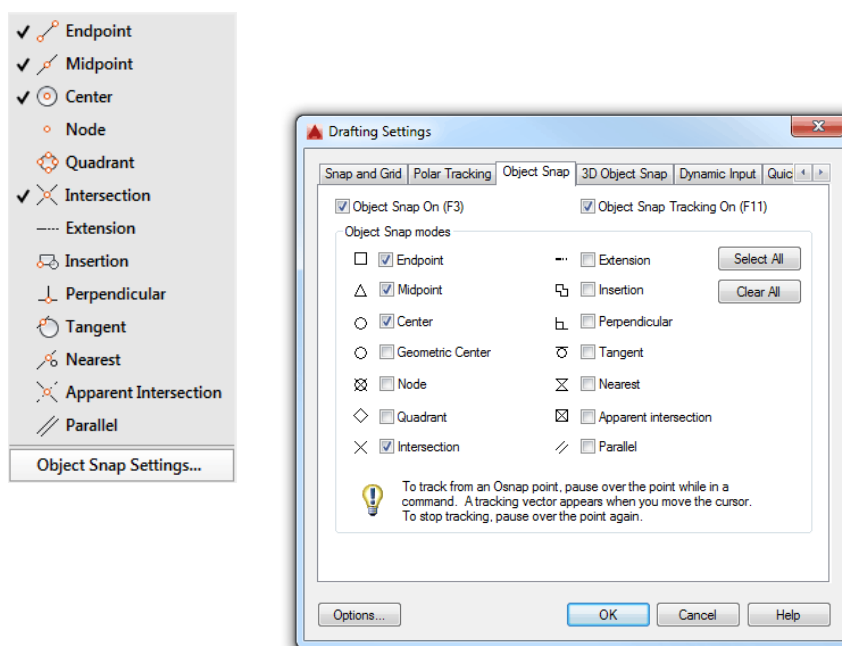 Endpoint
Midpoint
Center
Node
Quadrant
Intersection
Extension
Insertion
Perpendicular
Tangent
Nearest
Apparent Intersection
Parallel
Object Snap Settings...
Drafting Settings
Snap and Grid Polar Tracking Object Snap 3D Object Snap Dynamic Input Quic
Object Snap On (F3) Object Snap Tracking On (F11)
Object Snap modes
Endpoint Extension Select All
Midpoint Insertion Clear All
Center Perpendicular
Geometric Center Tangent
Node Nearest
Quadrant Apparent intersection
Intersection Parallel
To track from an Osnap point, pause over the point while in a
command. A tracking vector appears when you move the cursor.
To stop tracking, pause over the point again.
Options... OK Cancel Help